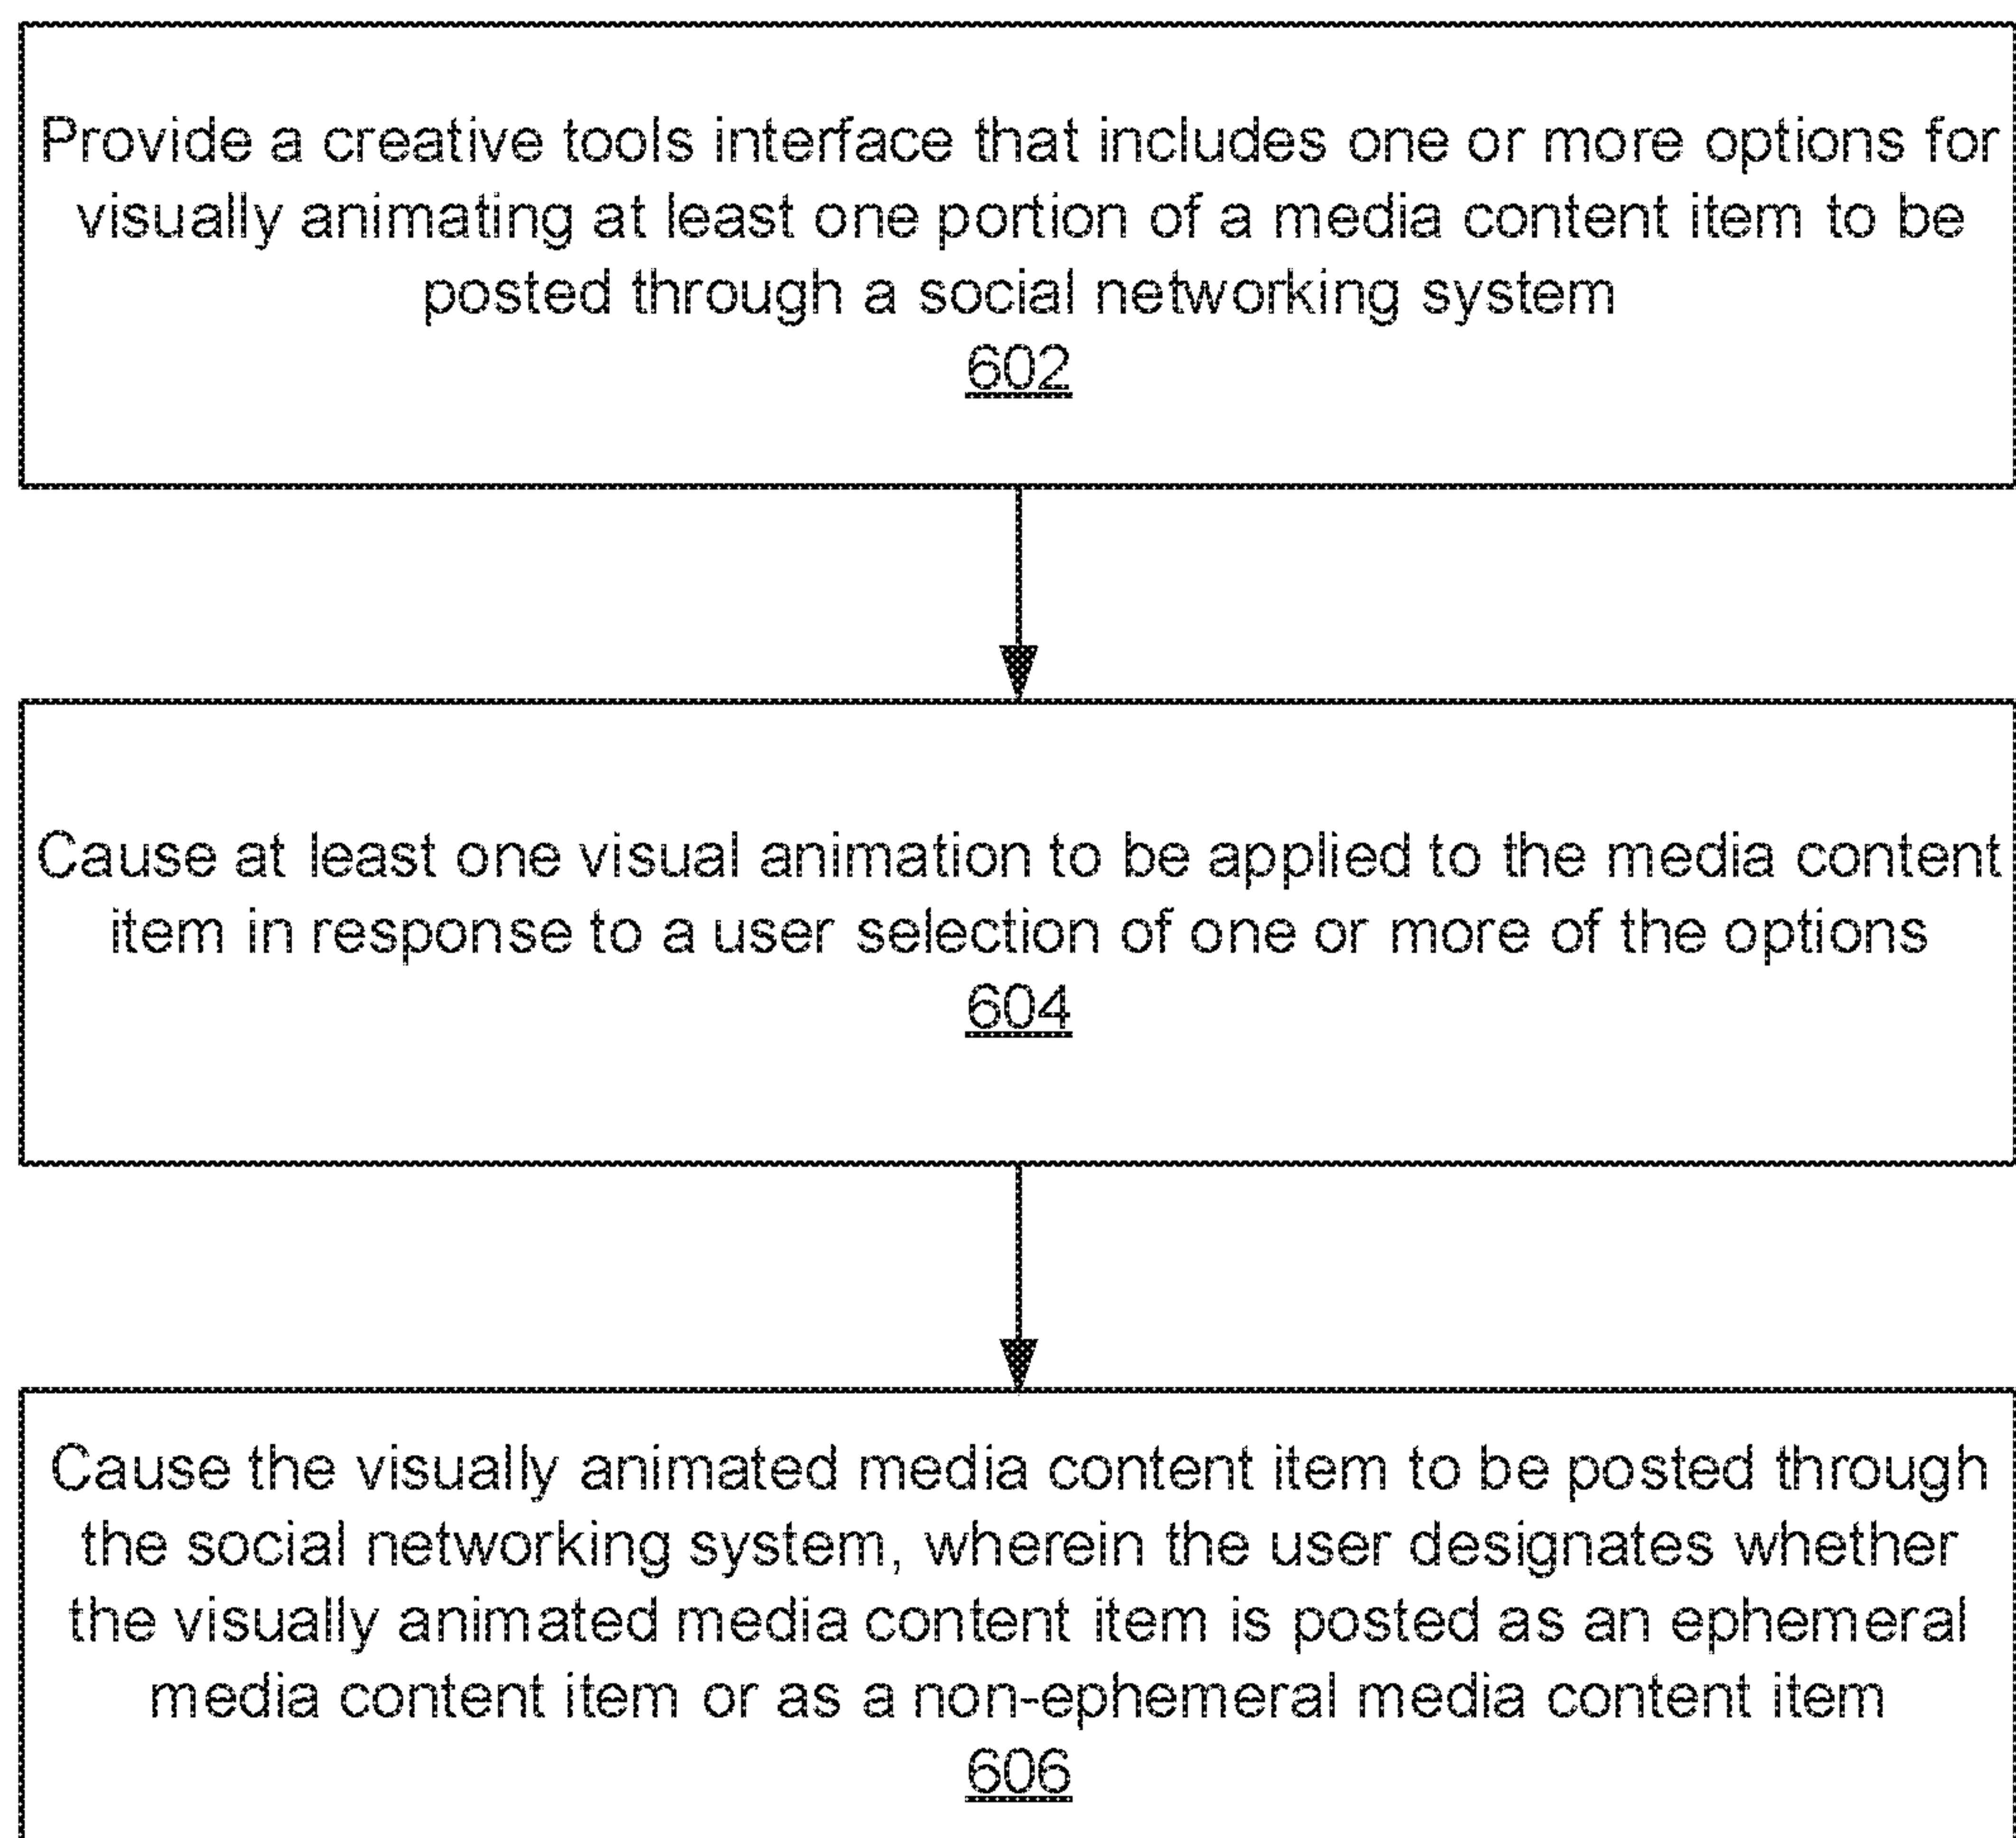 Provide a creative tools interface that includes one or more options for
visually animating at least one portion of a media content item to be
posted through a social networking system
602
Cause at least one visual animation to be applied to the media content
item in response to a user selection of one or more of the options
604
Cause the visually animated media content item to be posted through
the social networking system, wherein the user designates whether
the visually animated media content item is posted as an ephemeral
media content item or as a non-ephemeral media content item
606